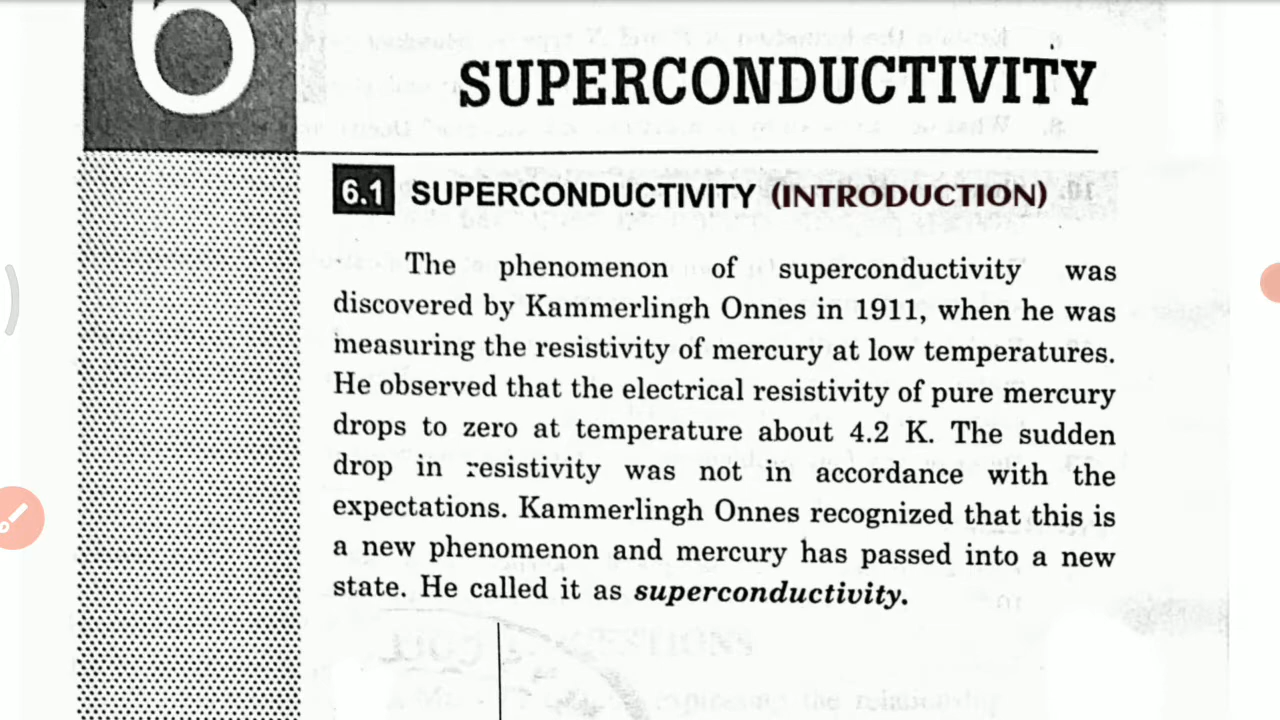 6
SUPERCONDUCTIVITY
6.1 SUPERCONDUCTIVITY (INTRODUCTION)
The phenomenon of superconductivity was
discovered by Kammerlingh Onnes in 1911, when he was
measuring the resistivity of mercury at low temperatures.
He observed that the electrical resistivity of pure mercury
drops to zero at temperature about 4.2 K. The sudden
drop in resistivity was not in accordance with the
expectations. Kammerlingh Onnes recognized that this is
a new phenomenon and mercury has passed into a new
state. He called it as superconductivity.